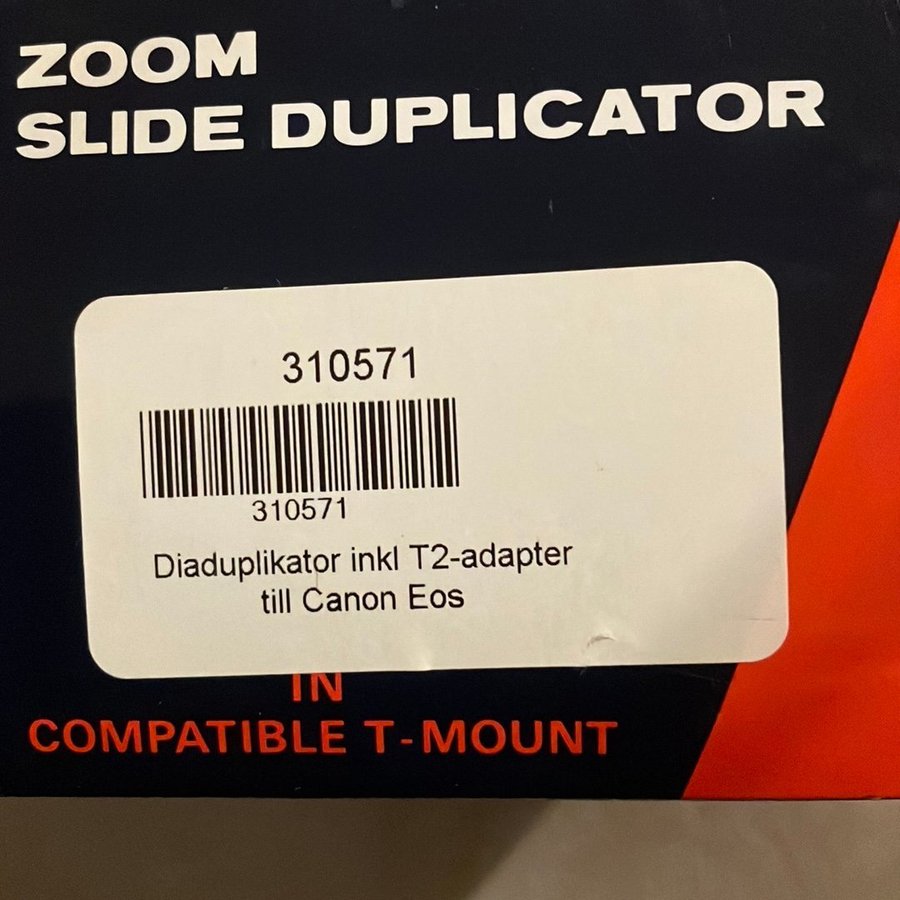 ZOOM
SLIDE DUPLICATOR
310571
310571
Diaduplikator inkl T2-adapter
till Canon Eos
IN
COMPATIBLE T-MOUNT